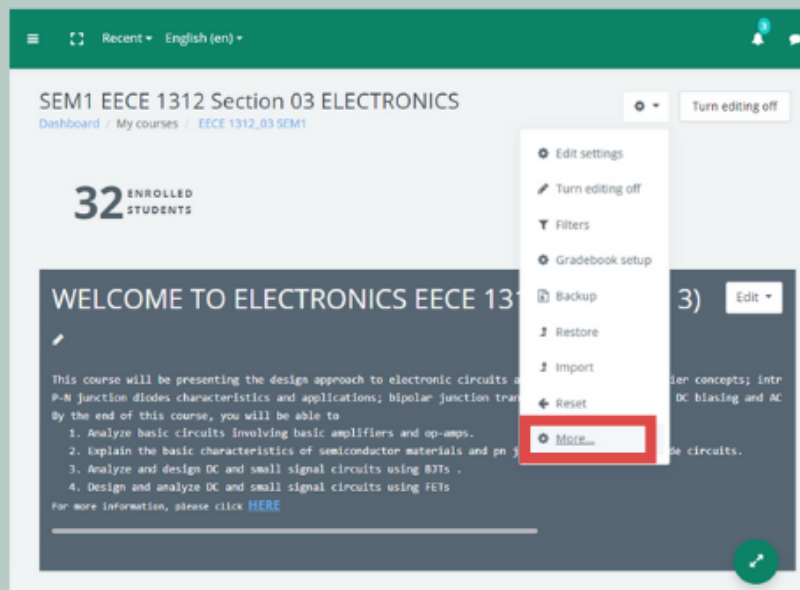 3
Recent English (en)
SEM1 EECE 1312 Section 03 ELECTRONICS
Turn editing off
Dashboard / My courses / EECE 1312_03 SEM1
Edit settings
32 ENROLLED
STUDENTS
Turn editing off
Filters
Gradebook setup
Backup
Restore
Import
Reset
More...
WELCOME TO ELECTRONICS EECE 13 3) Edit
This course will be presenting the design approach to electronic circuits a ier concepts; intr
P-N junction diodes characteristics and applications; bipolar junction tran DC biasing and AC
By the end of this course, you will be able to
1. Analyze basic circuits involving basic amplifiers and op-amps.
2. Explain the basic characteristics of semiconductor materials and pn j de circuits.
3. Analyze and design DC and small signal circuits using BJTs .
4. Design and analyze DC and small signal circuits using FETs
For more information, please click HERE